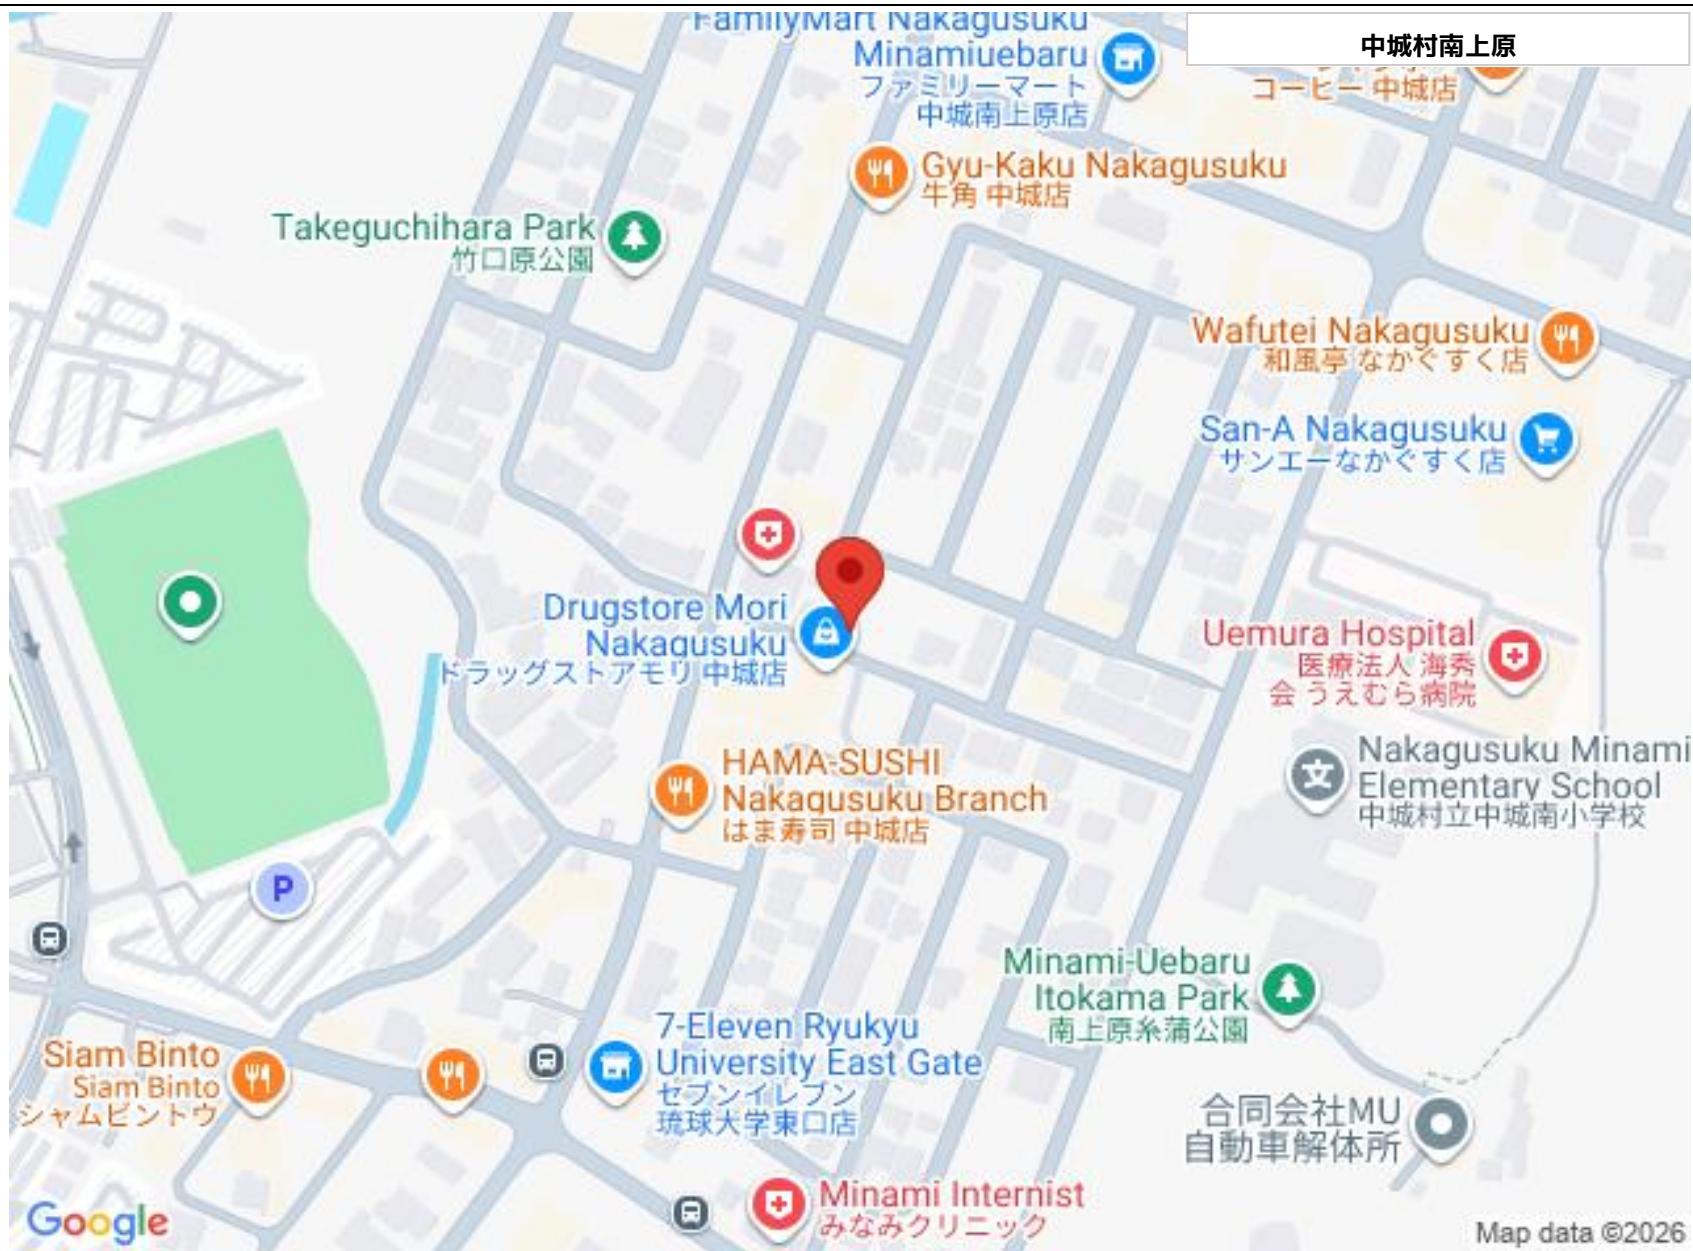 FamilyMart Nakagusuku
Minamiuebaru
ファミリーマート
中城南上原店
中城村南上原
コーヒー 中城店
Gyu-Kaku Nakagusuku
牛角 中城店
Takeguchihara Park
竹口原公園
Wafutei Nakagusuku
和風亭 なかぐすく店
San-A Nakagusuku
サンエーなかぐすく店
Drugstore Mori
Nakagusuku
ドラッグストアモリ 中城店
Uemura Hospital
医療法人 海秀
会 うえむら病院
HAMA-SUSHI
Nakagusuku Branch
はま寿司 中城店
Nakagusuku Minami
Elementary School
中城村立中城南小学校
P
Minami-Uebaru
Itokama Park
南上原糸蒲公園
Siam Binto
Siam Binto
シャムビントウ
7-Eleven Ryukyu
University East Gate
セブンイレブン
琉球大学東口店
合同会社MU
自動車解体所
Minami Internist
みなみクリニック
Google
Map data ©2026